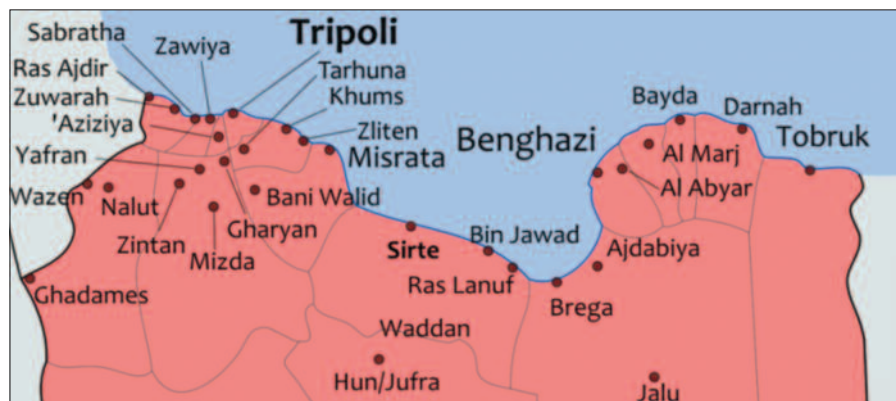 Tripoli
Sabratha
Zawiya
Ras Ajdir
Tarhuna
Zuwarah
Khums
Bayda
Darnah
'Aziziya
Zliten
Benghazi
Tobruk
Yafran
Misrata
Al Marj
Wazen
Nalut
Bani Walid
Al Abyar
Zintan
Gharyan
Mizda
Sirte
Bin Jawad
Ajdabiya
Ghadames
Ras Lanuf
Brega
Waddan
Hun/Jufra
Jalu